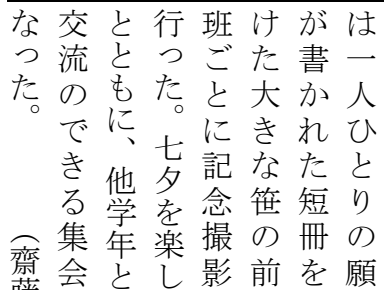 は一人ひとりの願
が書かれた短冊を
けた大きな笹の前
班ごとに記念撮影
行った。七夕を楽し
とともに、他学年と
交流のできる集会
なった。　　（齋藤